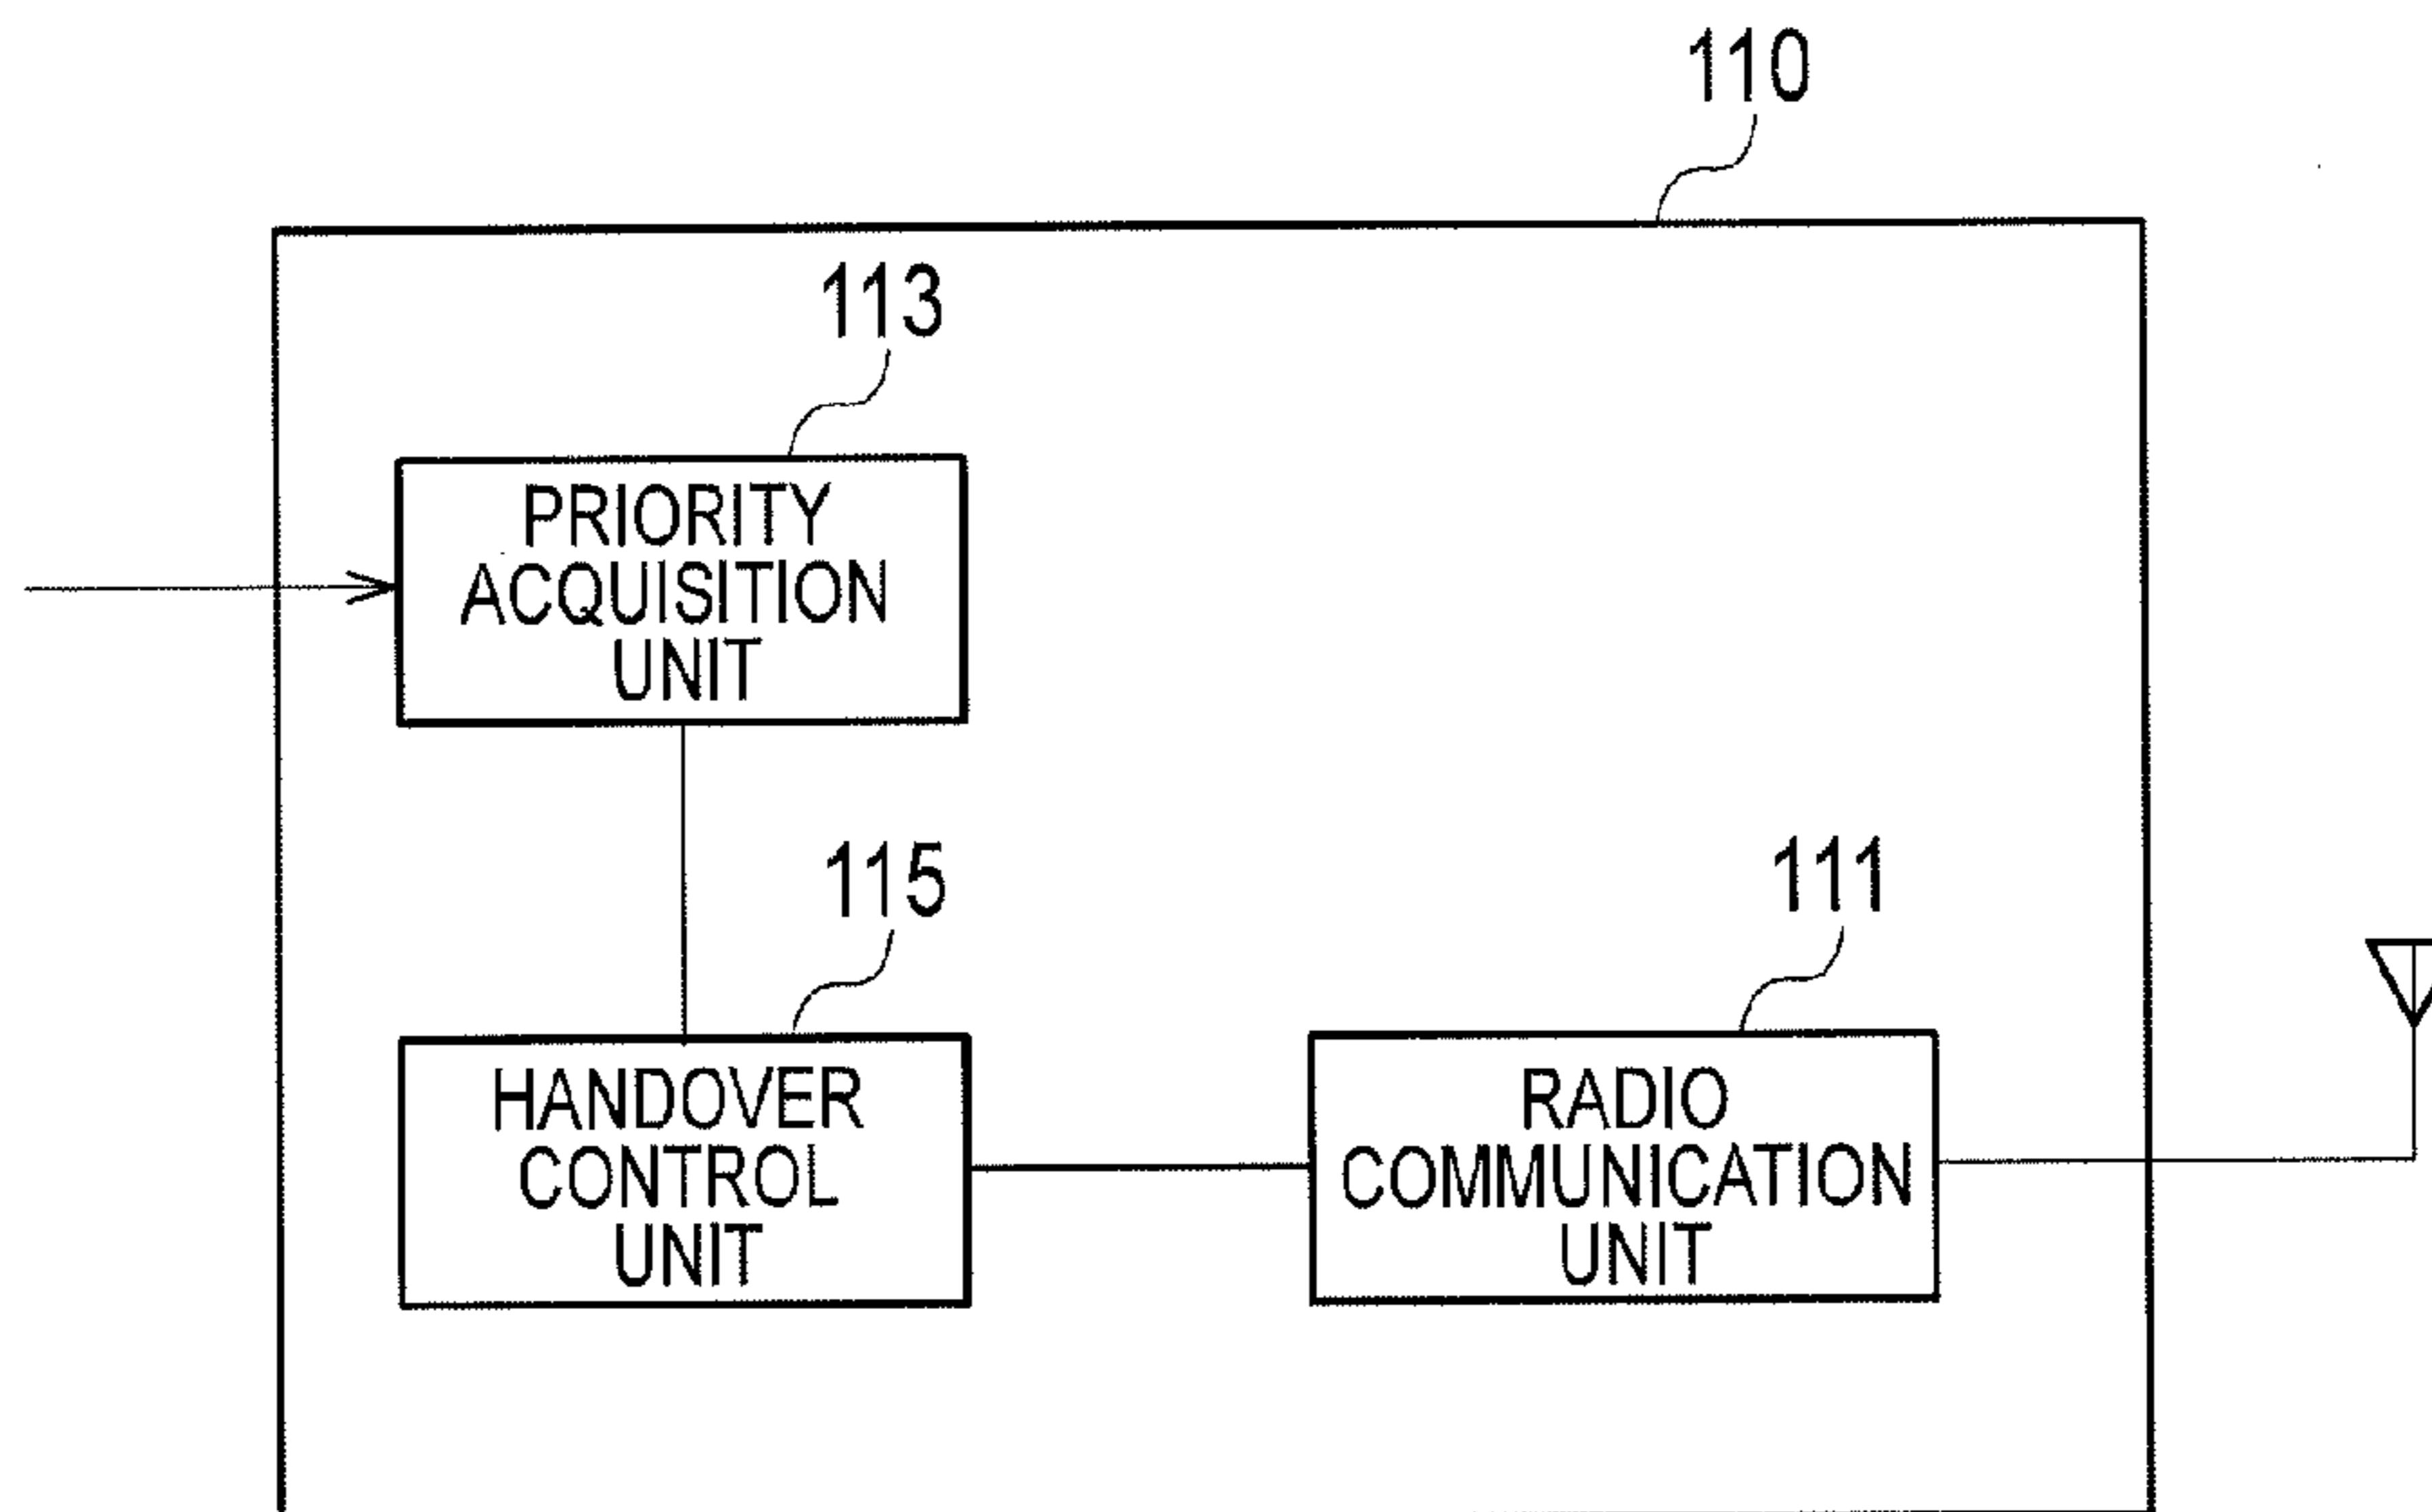 110
113
PRIORITY
ACQUISITION
UNIT
115
HANDOVER
CONTROL
UNIT
111
RADIO
COMMUNICATION
UNIT